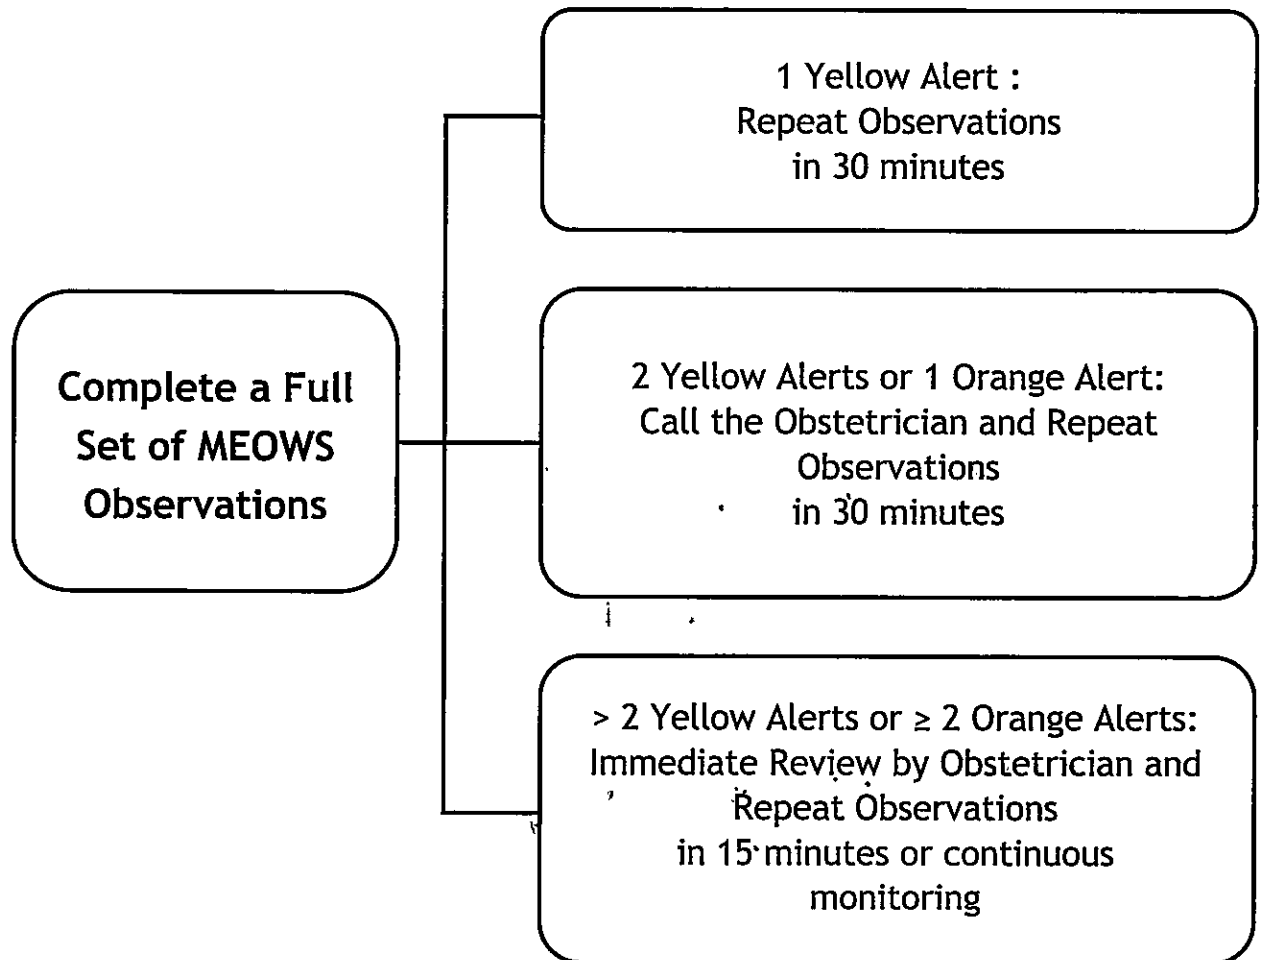 1 Yellow Alert :
Repeat Observations
in 30 minutes
Complete a Full
Set of MEOWS
Observations
2 Yellow Alerts or 1 Orange Alert:
Call the Obstetrician and Repeat
Observations
in 30 minutes
> 2 Yellow Alerts or ≥ 2 Orange Alerts:
Immediate Review by Obstetrician and
Repeat Observations
in 15 minutes or continuous
monitoring